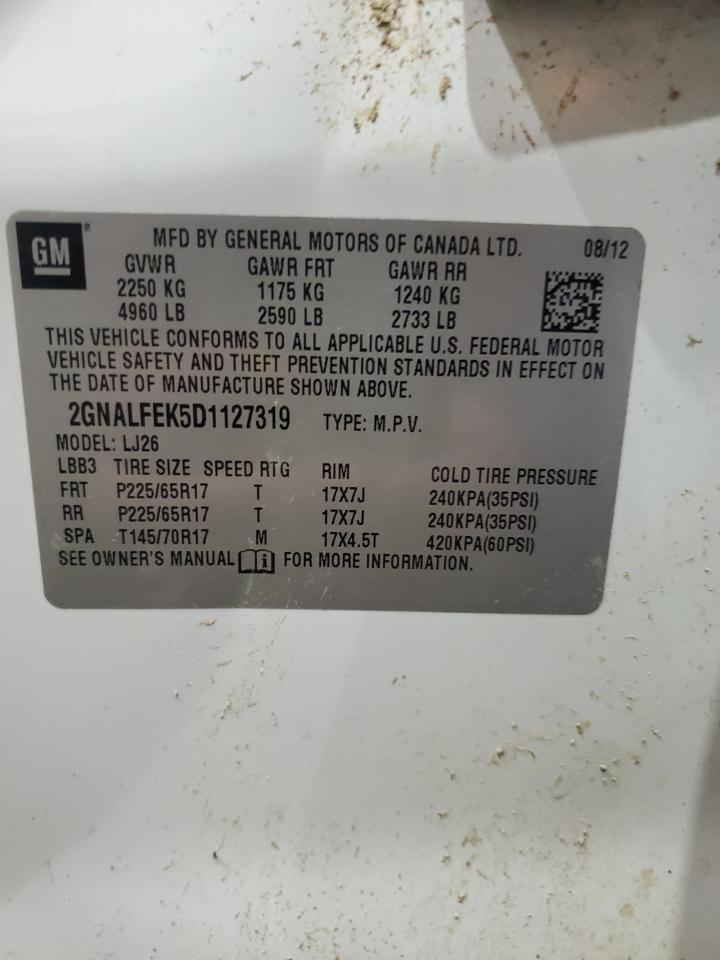 GM®
MFD BY GENERAL MOTORS OF CANADA LTD. 08/12
GVWR GAWR FRT GAWR RR
2250 KG 1175 KG 1240 KG
4960 LB 2590 LB 2733 LB
THIS VEHICLE CONFORMS TO ALL APPLICABLE U.S. FEDERAL MOTOR
VEHICLE SAFETY AND THEFT PREVENTION STANDARDS IN EFFECT ON
THE DATE OF MANUFACTURE SHOWN ABOVE.
2GNALFEK5D1127319 TYPE: M.P.V.
MODEL: LJ26
LBB3 TIRE SIZE SPEED RTG RIM COLD TIRE PRESSURE
FRT P225/65R17 T 17X7J 240KPA(35PSI)
RR P225/65R17 T 17X7J 240KPA(35PSI)
SPA T145/70R17 M 17X4.5T 420KPA(60PSI)
SEE OWNER'S MANUAL i FOR MORE INFORMATION.